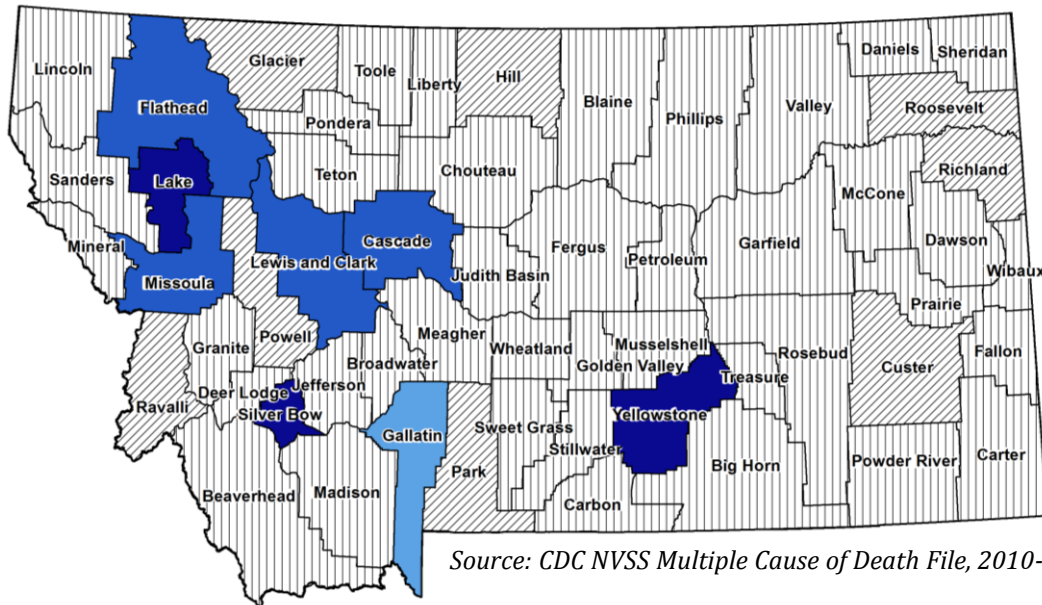 Lincoln
Flathead
Glacier
Toole
Liberty
Hill
Blaine
Phillips
Valley
Daniels
Sheridan
Roosevelt
Richland
Pondera
Teton
Chouteau
Sanders
Lake
McCone
Dawson
Wibaux
Mineral
Missoula
Lewis and Clark
Cascade
Judith Basin
Fergus
Petroleum
Garfield
Prairie
Powell
Granite
Meagher
Broadwater
Wheatland
Musselshell
Golden Valley
Treasure
Rosebud
Custer
Fallon
Ravalli
Deer Lodge
Jefferson
Silver Bow
Gallatin
Park
Sweet Grass
Stillwater
Yellowstone
Big Horn
Powder River
Carter
Beaverhead
Madison
Carbon
Source: CDC NVSS Multiple Cause of Death File, 2010-